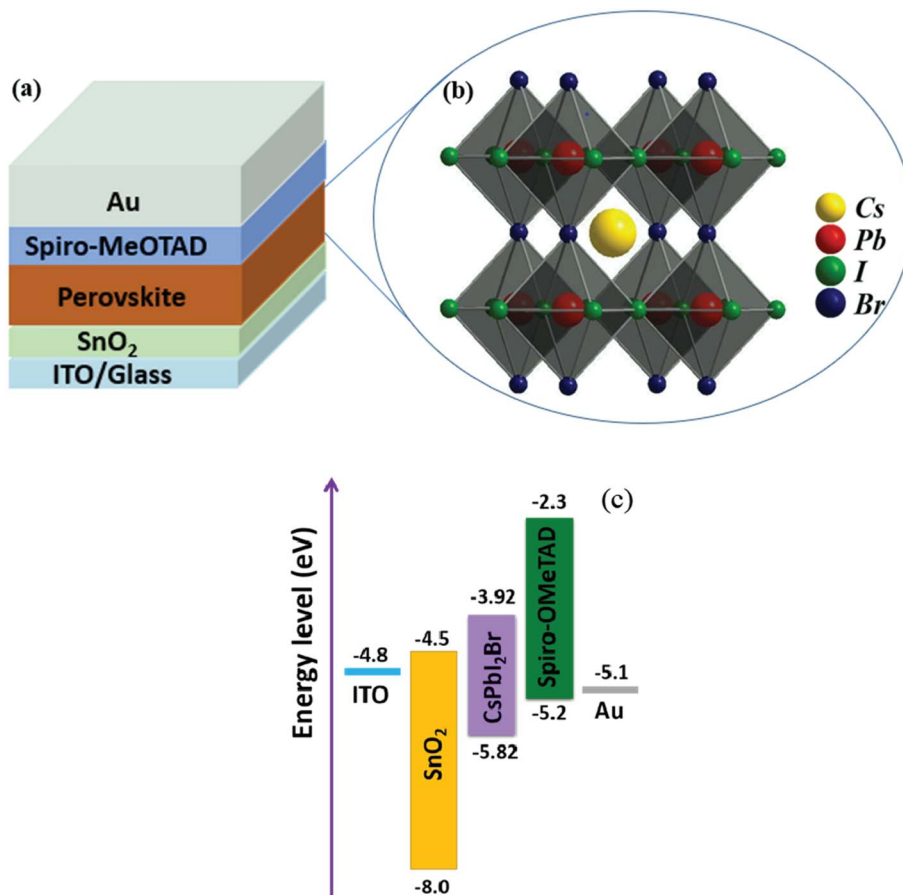 (a)
Au
Spiro-MeOTAD
Perovskite
SnO₂
ITO/Glass
(b)
Cs
Pb
I
Br
(c)
Energy level (eV)
-4.8
ITO
-4.5
SnO₂
-8.0
-3.92
CsPbI₂Br
-5.82
-2.3
Spiro-OMeTAD
-5.2
-5.1
Au